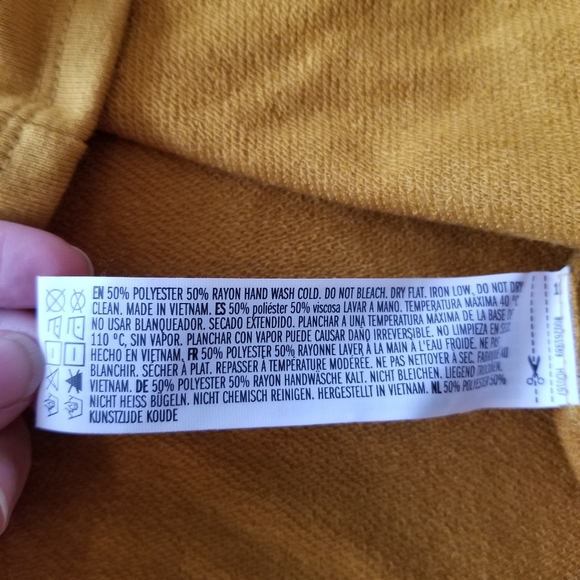 EN 50% POLYESTER 50% RAYON HAND WASH COLD. DO NOT BLEACH. DRY FLAT. IRON LOW. DO NOT DRY
CLEAN. MADE IN VIETNAM. ES 50% poliéster 50% viscosa LAVAR A MANO. TEMPERATURA MAXIMA 40 °C
NO USAR BLANQUEADOR. SECADO EXTENDIDO. PLANCHAR A UNA TEMPERATURA MÁXIMA DE LA BASE DE
110 °C, SIN VAPOR. PLANCHAR CON VAPOR PUEDE CAUSAR DAÑO IRREVERSIBLE. NO LIMPIEZA EN SECO
HECHO EN VIETNAM. FR 50% POLYESTER 50% RAYONNE LAVER À LA MAIN A L'EAU FROIDE. NE PAS
BLANCHIR. SÉCHER À PLAT. REPASSER À TEMPÉRATURE MODÉRÉE. NE PAS NETTOYER À SEC. FABRIQUÉ AU
VIETNAM. DE 50% POLYESTER 50% RAYON HANDWÄSCHE KALT. NICHT BLEICHEN. LIEGEND TROCKNEN.
NICHT HEISS BÜGELN. NICHT CHEMISCH REINIGEN. HERGESTELLT IN VIETNAM. NL 50% POLYESTER 50%
KUNSTZIJDE KOUDE